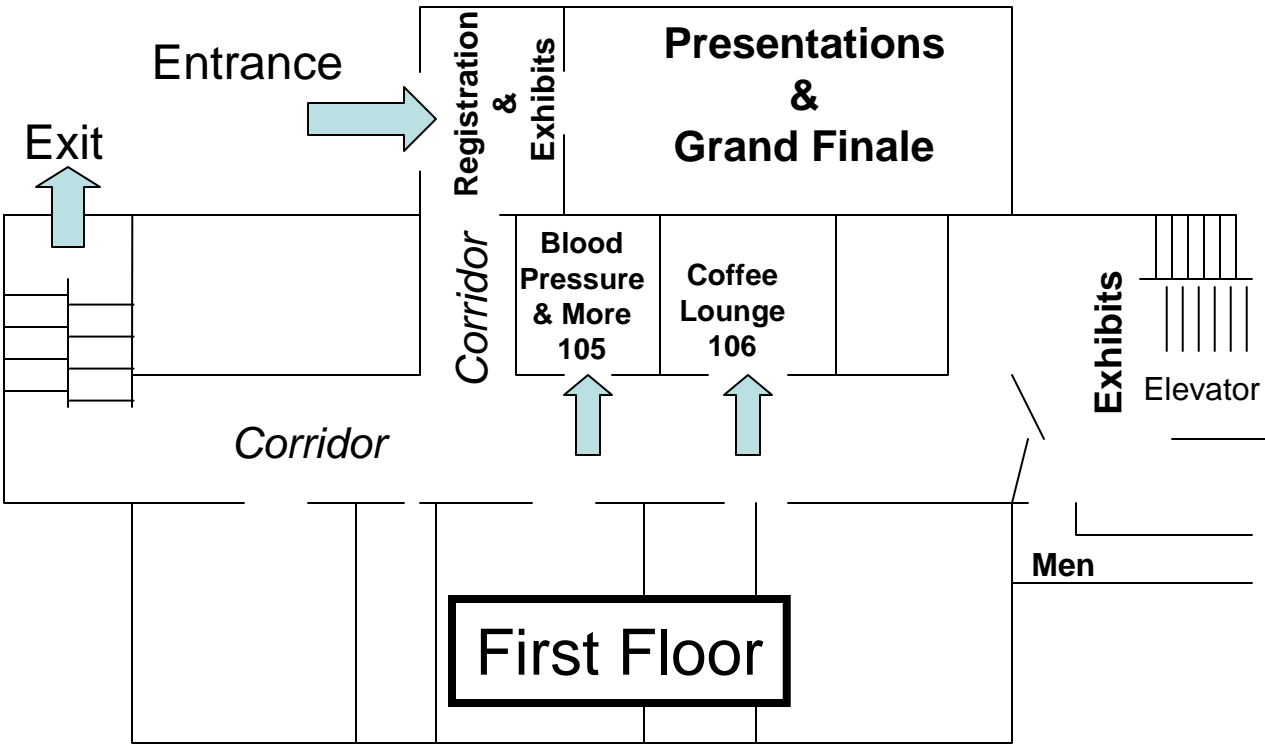 Entrance
Registration
&
Exhibits
Presentations
&
Grand Finale
Exit
Corridor
Blood
Pressure
& More
105
Coffee
Lounge
106
Exhibits
Elevator
Corridor
Men
First Floor